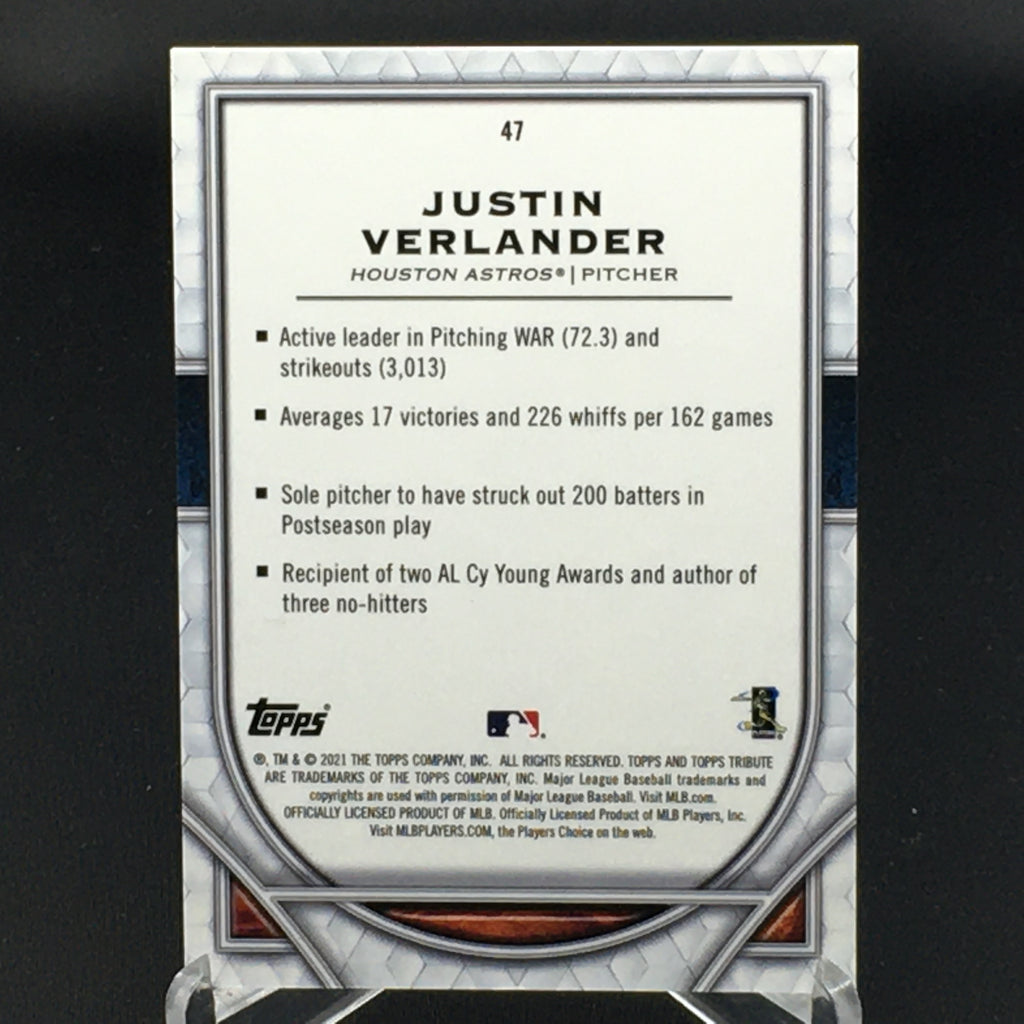 47
JUSTIN
VERLANDER
HOUSTON ASTROS® | PITCHER
▪ Active leader in Pitching WAR (72.3) and
strikeouts (3,013)
▪ Averages 17 victories and 226 whiffs per 162 games
▪ Sole pitcher to have struck out 200 batters in
Postseason play
▪ Recipient of two AL Cy Young Awards and author of
three no-hitters
Topps®
®, TM & © 2021 THE TOPPS COMPANY, INC. ALL RIGHTS RESERVED. TOPPS AND TOPPS TRIBUTE
ARE TRADEMARKS OF THE TOPPS COMPANY, INC. Major League Baseball trademarks and
copyrights are used with permission of Major League Baseball. Visit MLB.com.
OFFICIALLY LICENSED PRODUCT OF MLB. Officially Licensed Product of MLB Players, Inc.
Visit MLBPLAYERS.COM, the Players Choice on the web.